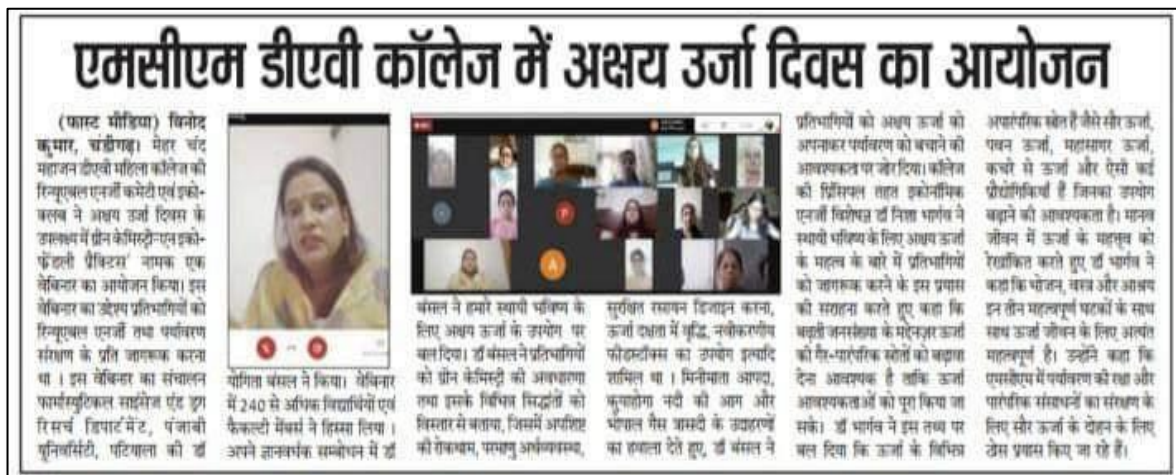 एमसीएम डीएवी कॉलेज में अक्षय उर्जा दिवस का आयोजन
(फास्ट मीडिया) विनोद
कुमार, चंडीगढ़। मेहर चंद
महाजन डीएवी महिला कॉलेज की
रिन्यूएबल एनर्जी कमेटी एवं इको-
क्लब ने अक्षय उर्जा दिवस के
उपलक्ष्य में ग्रीन केमिस्ट्री-एन इको-
फ्रेंडली प्रैक्टिस' नामक एक
वेबिनार का आयोजन किया। इस
वेबिनार का उद्देश्य प्रतिभागियों को
रिन्यूएबल एनर्जी तथा पर्यावरण
संरक्षण के प्रति जागरूक करना
था । इस वेबिनार का संचालन
फार्मास्यूटिकल साइंसेज एंड ड्रग
रिसर्च डिपार्टमेंट, पंजाबी
यूनिवर्सिटी, पटियाला की डॉ
योगिता बंसल ने किया। वेबिनार
में 240 से अधिक विद्यार्थियों एवं
फैकल्टी मेंबर्स ने हिस्सा लिया ।
अपने ज्ञानवर्धक सम्बोधन में डॉ
बंसल ने हमारे स्थायी भविष्य के
लिए अक्षय ऊर्जा के उपयोग पर
बल दिया। डॉ बंसल ने प्रतिभागियों
को ग्रीन केमिस्ट्री की अवधारणा
तथा इसके विभिन्न सिद्धांतों को
विस्तार से बताया, जिसमें अपशिष्ट
की रोकथाम, परमाणु अर्थव्यवस्था,
सुरक्षित रसायन डिजाइन करना,
ऊर्जा दक्षता में वृद्धि, नवीकरणीय
फीडस्टॉक्स का उपयोग इत्यादि
शामिल था । मिनीमाता आपदा,
कुयाहोगा नदी की आग और
भोपाल गैस त्रासदी के उदाहरणों
का हवाला देते हुए, डॉ बंसल ने
प्रतिभागियों को अक्षय ऊर्जा को
अपनाकर पर्यावरण को बचाने की
आवश्यकता पर जोर दिया। कॉलेज
की प्रिंसिपल तहत इकोनॉमिक
एनर्जी विशेषज्ञ डॉ निशा भार्गव ने
स्थायी भविष्य के लिए अक्षय ऊर्जा
के महत्व के बारे में प्रतिभागियों
को जागरूक करने के इस प्रयास
की सराहना करते हुए कहा कि
बढ़ती जनसंख्या के मद्देनज़र ऊर्जा
की गैर-पारंपरिक स्रोतों को बढ़ावा
देना आवश्यक है ताकि ऊर्जा
आवश्यकताओं को पूरा किया जा
सके। डॉ भार्गव ने इस तथ्य पर
बल दिया कि ऊर्जा के विभिन्न
अपारंपरिक स्रोत हैं जैसे सौर ऊर्जा,
पवन ऊर्जा, महासागर ऊर्जा,
कचरे से ऊर्जा और ऐसी कई
प्रौद्योगिकियाँ हैं जिनका उपयोग
बढ़ाने की आवश्यकता है। मानव
जीवन में ऊर्जा के महत्तव को
रेखांकित करते हुए डॉ भार्गव ने
कहा कि भोजन, वस्त्र और आश्रय
इन तीन महत्वपूर्ण घटकों के साथ
साथ ऊर्जा जीवन के लिए अत्यंत
महत्वपूर्ण है। उन्होंने कहा कि
एमसीएम में पर्यावरण की रक्षा और
पारंपरिक संसाधनों का संरक्षण के
लिए सौर ऊर्जा के दोहन के लिए
ठोस प्रयास किए जा रहे हैं।
A
P